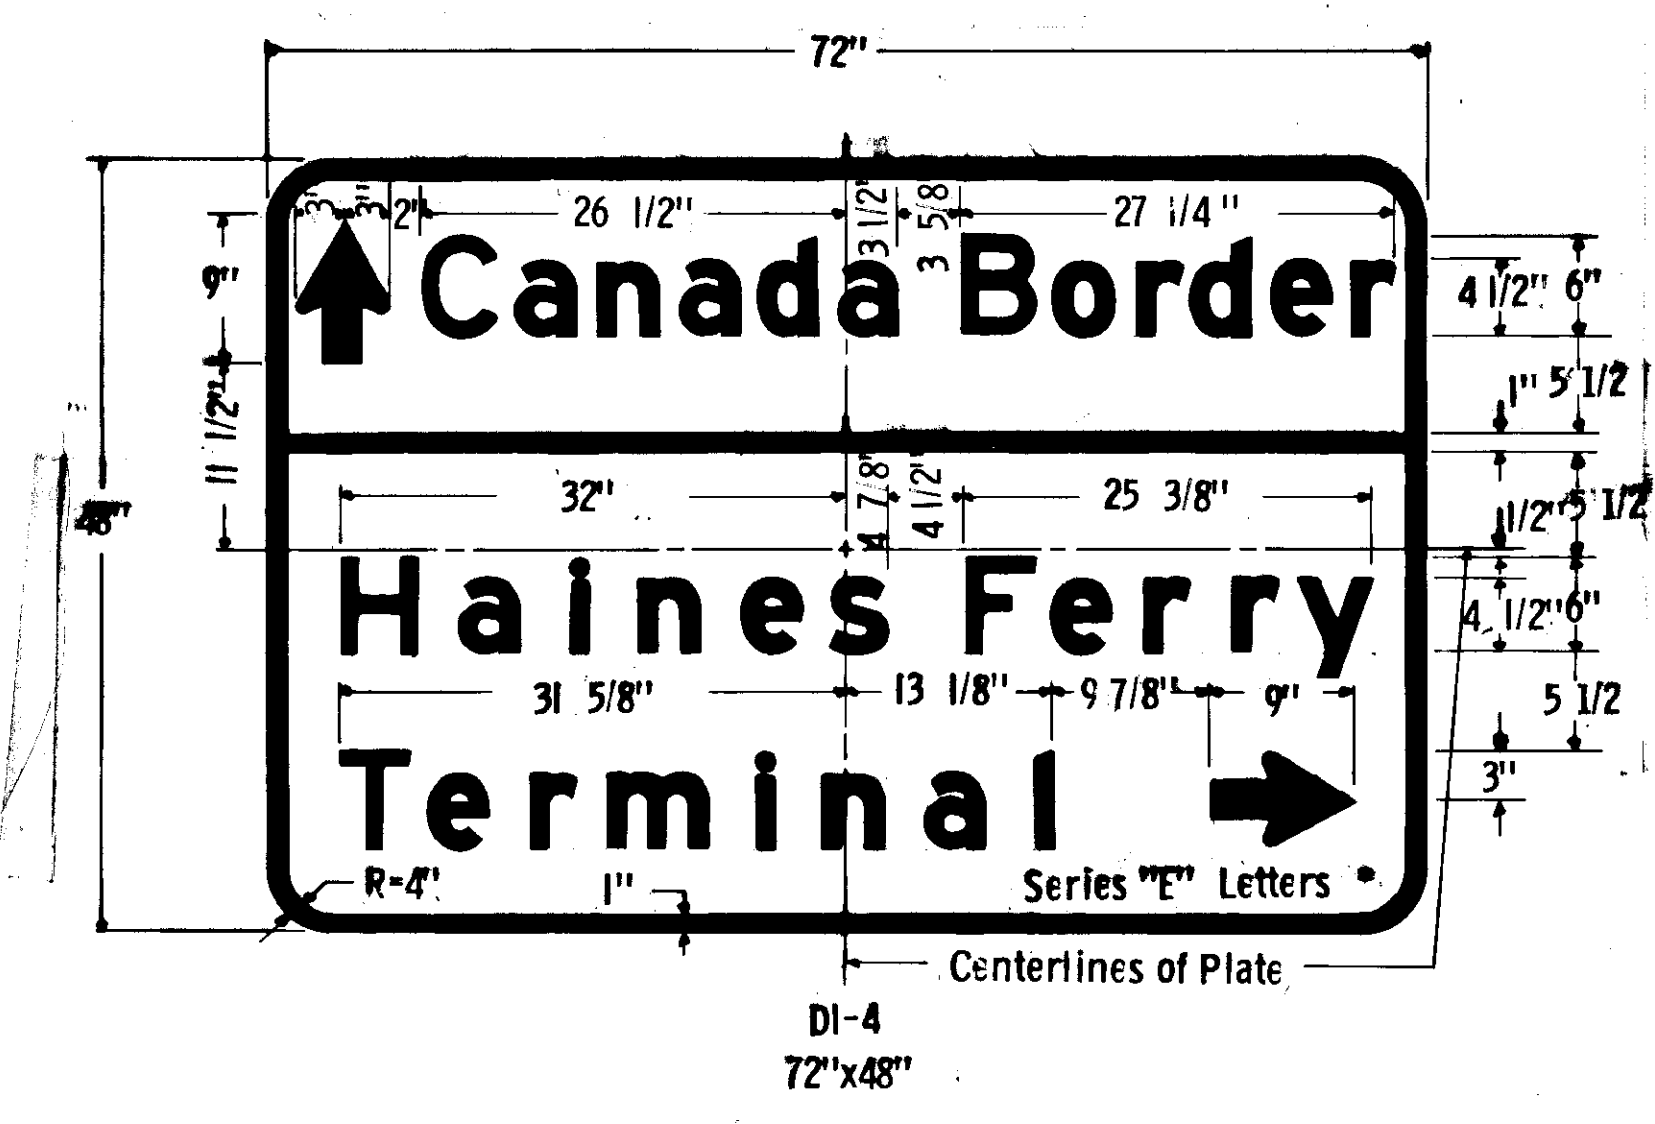 72"
3" 3" 2" 26 1/2" 3 1/2" 3 5/8 27 1/4"
9"
Canada Border
4 1/2" 6"
11 1/2"
1" 5 1/2
48"
32" 4 7/8" 4 1/2" 25 3/8"
1/2" 5 1/2
Haines Ferry
4 1/2" 6"
31 5/8" 13 1/8" 9 7/8" 9"
5 1/2
Terminal
3"
R=4" 1" Series "E" Letters
Centerlines of Plate
D1-4
72"x48"